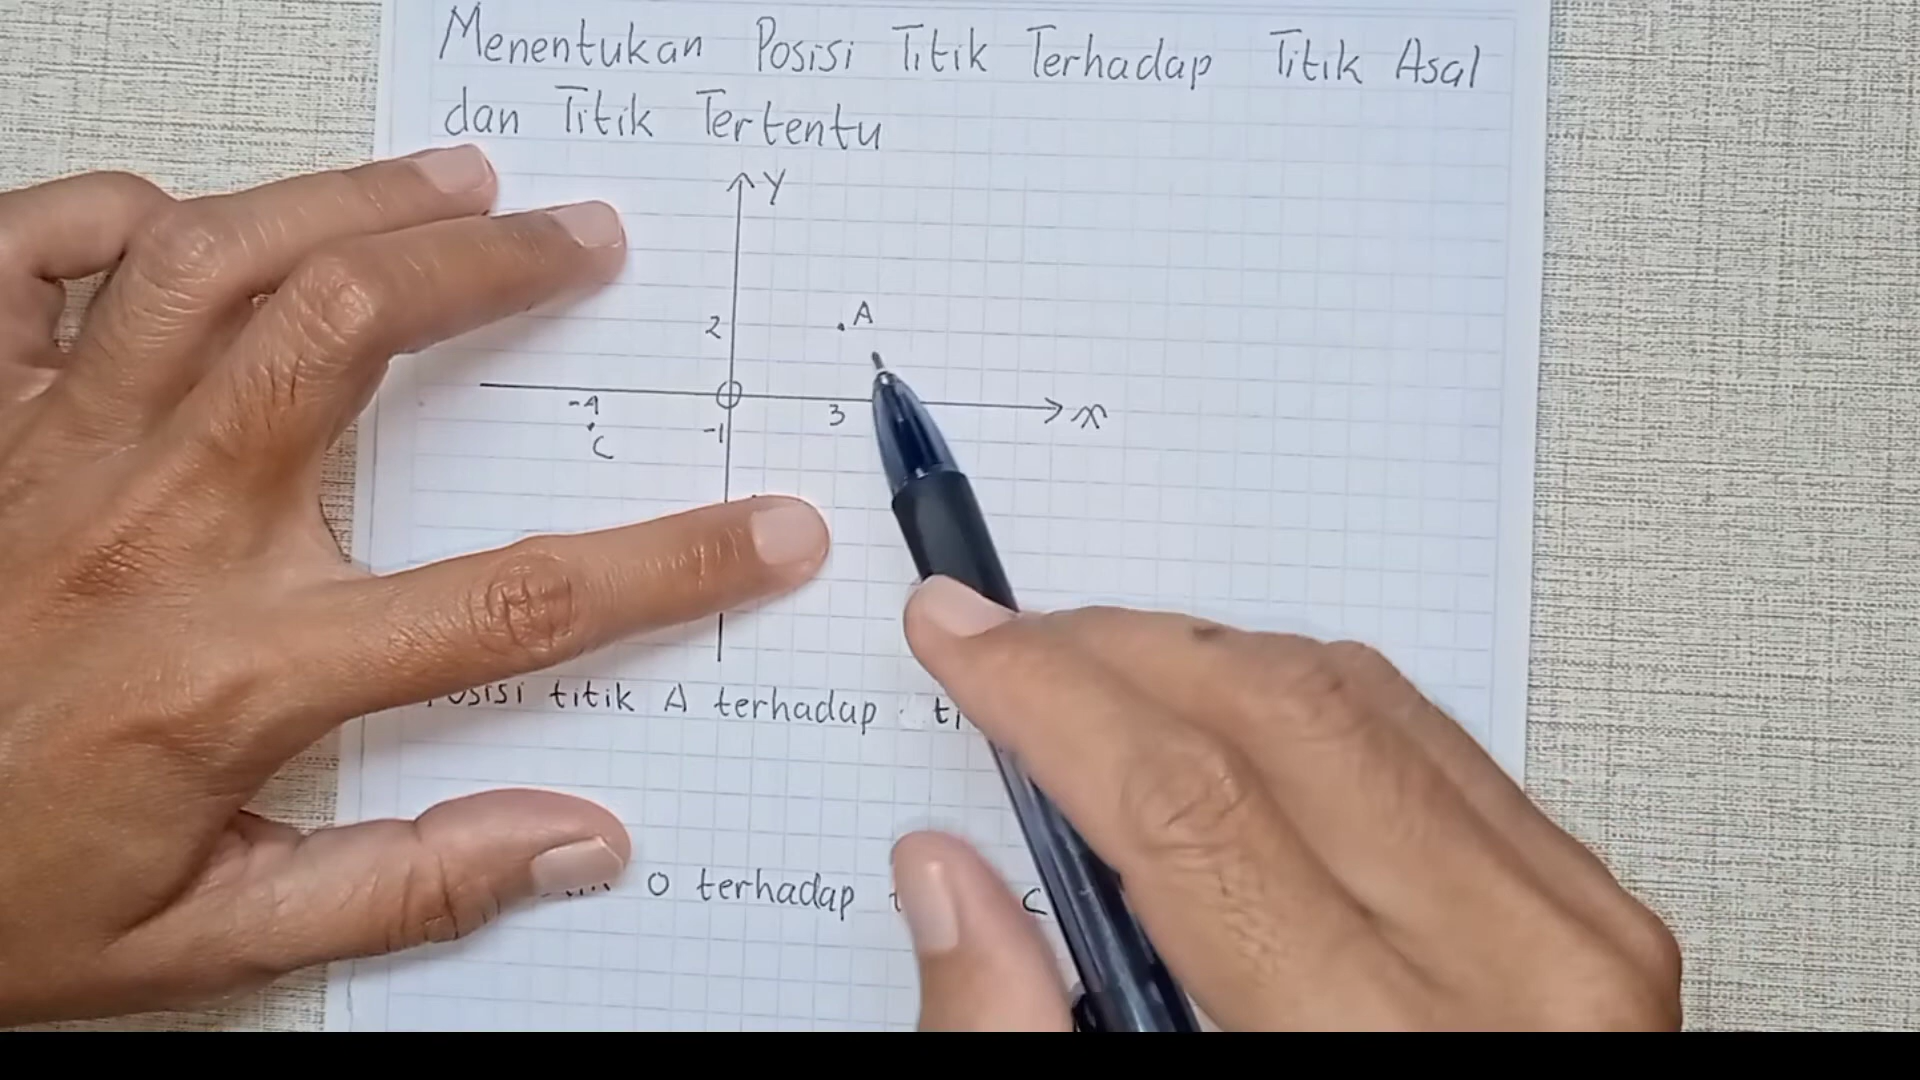 Menentukan Posisi Titik Terhadap Titik Asal
dan Titik Tertentu
Y
A
2
-4
3
X
-1
C
titik A terhadap
O terhadap C